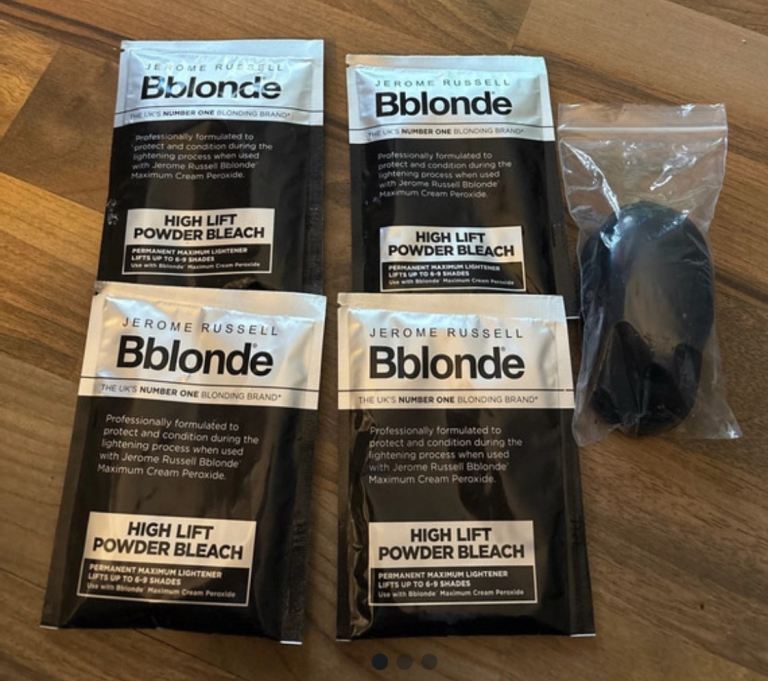 JEROME RUSSELL
Bblonde
THE UK'S NUMBER ONE BLONDING BRAND*
Professionally formulated to
protect and condition during the
lightening process when used
with Jerome Russell Bblonde®
Maximum Cream Peroxide.
HIGH LIFT
POWDER BLEACH
PERMANENT MAXIMUM LIGHTENER
LIFTS UP TO 6-9 SHADES
Use with Bblonde® Maximum Cream Peroxide
JEROME RUSSELL
Bblonde®
THE UK'S NUMBER ONE BLONDING BRAND*
Professionally formulated to
protect and condition during the
lightening process when used
with Jerome Russell Bblonde®
Maximum Cream Peroxide.
HIGH LIFT
POWDER BLEACH
PERMANENT MAXIMUM LIGHTENER
LIFTS UP TO 6-9 SHADES
Use with Bblonde® Maximum Cream Peroxide
JEROME RUSSELL
Bblonde®
THE UK'S NUMBER ONE BLONDING BRAND*
Professionally formulated to
protect and condition during the
lightening process when used
with Jerome Russell Bblonde®
Maximum Cream Peroxide.
HIGH LIFT
POWDER BLEACH
PERMANENT MAXIMUM LIGHTENER
LIFTS UP TO 6-9 SHADES
Use with Bblonde® Maximum Cream Peroxide
JEROME RUSSELL
Bblonde®
THE UK'S NUMBER ONE BLONDING BRAND*
Professionally formulated to
protect and condition during the
lightening process when used
with Jerome Russell Bblonde®
Maximum Cream Peroxide.
HIGH LIFT
POWDER BLEACH
PERMANENT MAXIMUM LIGHTENER
LIFTS UP TO 6-9 SHADES
Use with Bblonde® Maximum Cream Peroxide